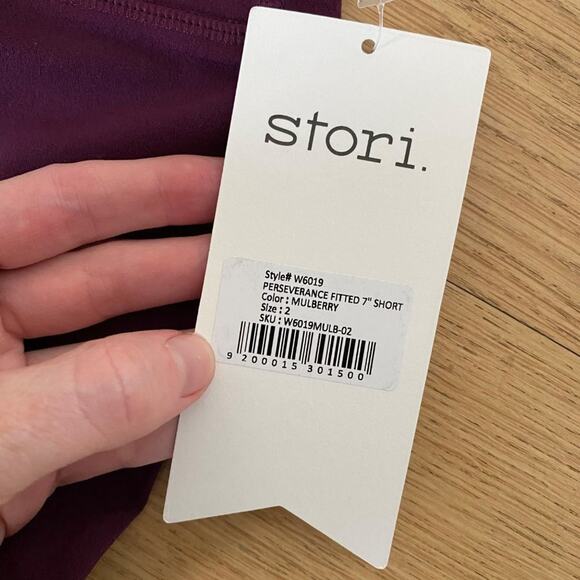 stori.
Style# W6019
PERSEVERANCE FITTED 7" SHORT
Color : MULBERRY
Size : 2
SKU : W6019MULB-02
9 200015 301500